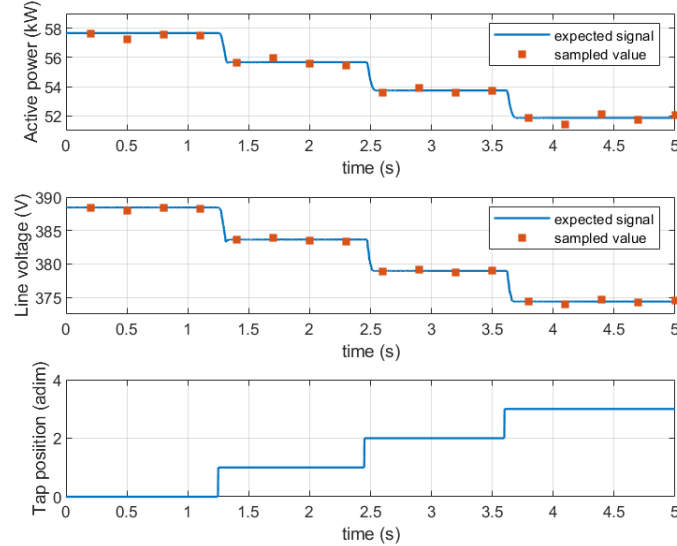 Active power (kW)
58
56
54
52
expected signal
sampled value
0 0.5 1 1.5 2 2.5 3 3.5 4 4.5 5
time (s)
Line voltage (V)
390
385
380
375
expected signal
sampled value
0 0.5 1 1.5 2 2.5 3 3.5 4 4.5 5
time (s)
Tap posiition (adim)
4
2
0
0 0.5 1 1.5 2 2.5 3 3.5 4 4.5 5
time (s)